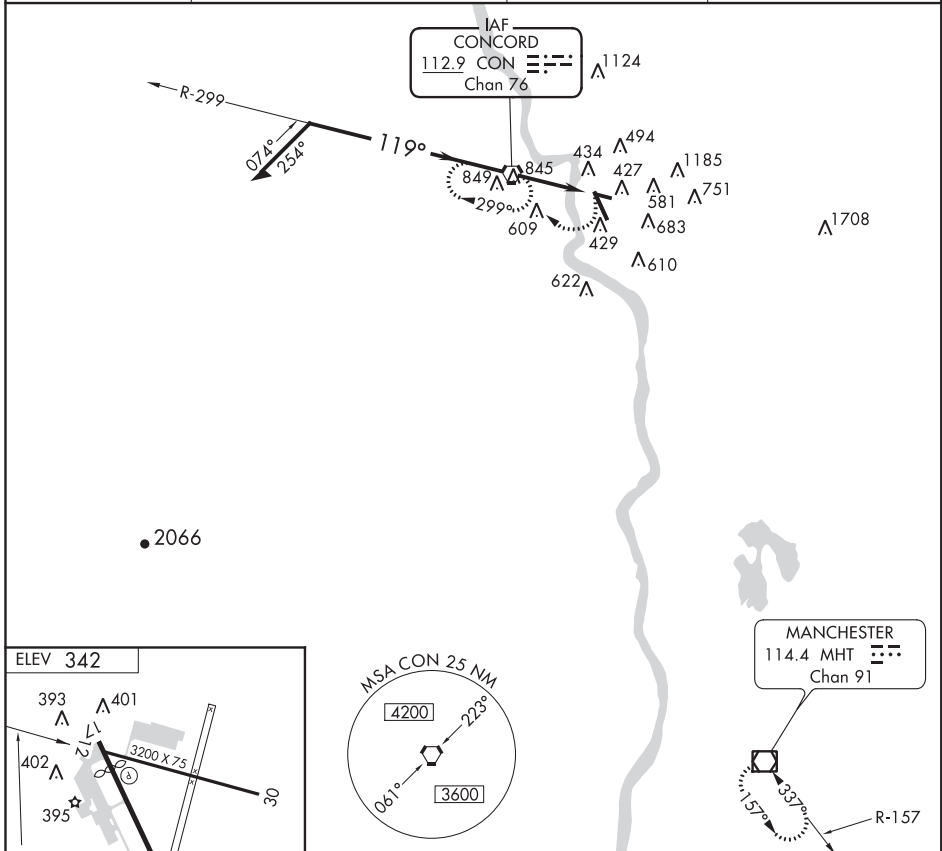 IAF
CONCORD
112.9 CON
Chan 76
1124
R-299
494
119°
074°
254°
434
1185
845
427
849
751
581
299°
1708
609
683
429
610
622
2066
MANCHESTER
114.4 MHT
Chan 91
ELEV 342
MSA CON 25 NM
393
401
4200
223°
17
12
3200 X 75
402
P
061°
3600
30
395
337°
157°
R-157